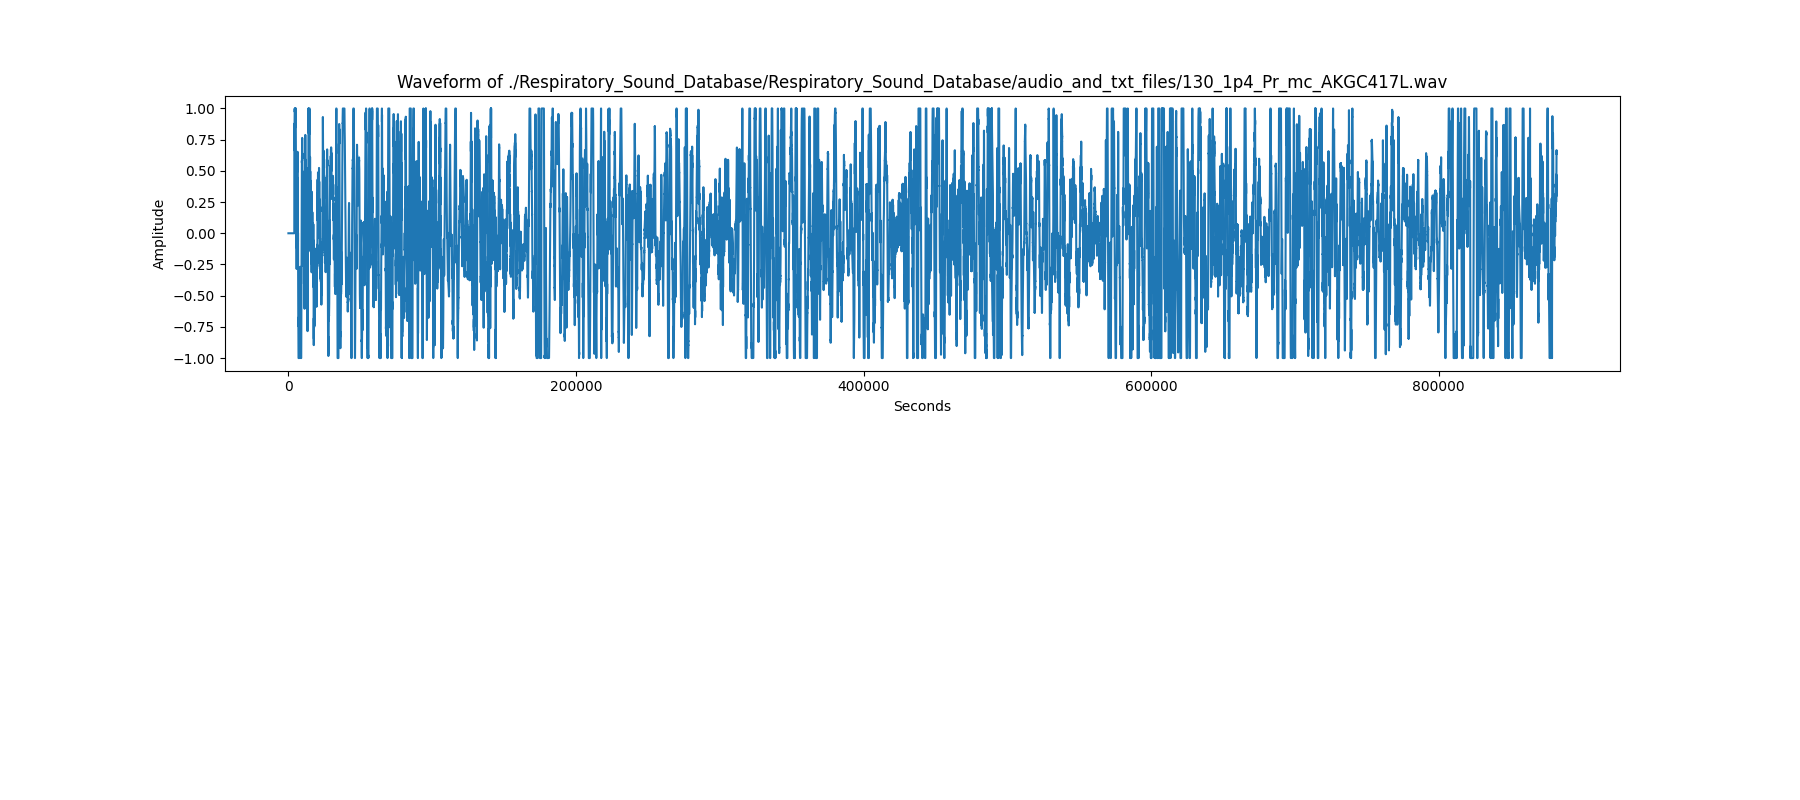 Waveform of ./Respiratory_Sound_Database/Respiratory_Sound_Database/audio_and_txt_files/130_1p4_Pr_mc_AKGC417L.wav
1.00
0.75
0.50
0.25
0.00
−0.25
−0.50
−0.75
−1.00
Amplitude
0 200000 400000 600000 800000
Seconds